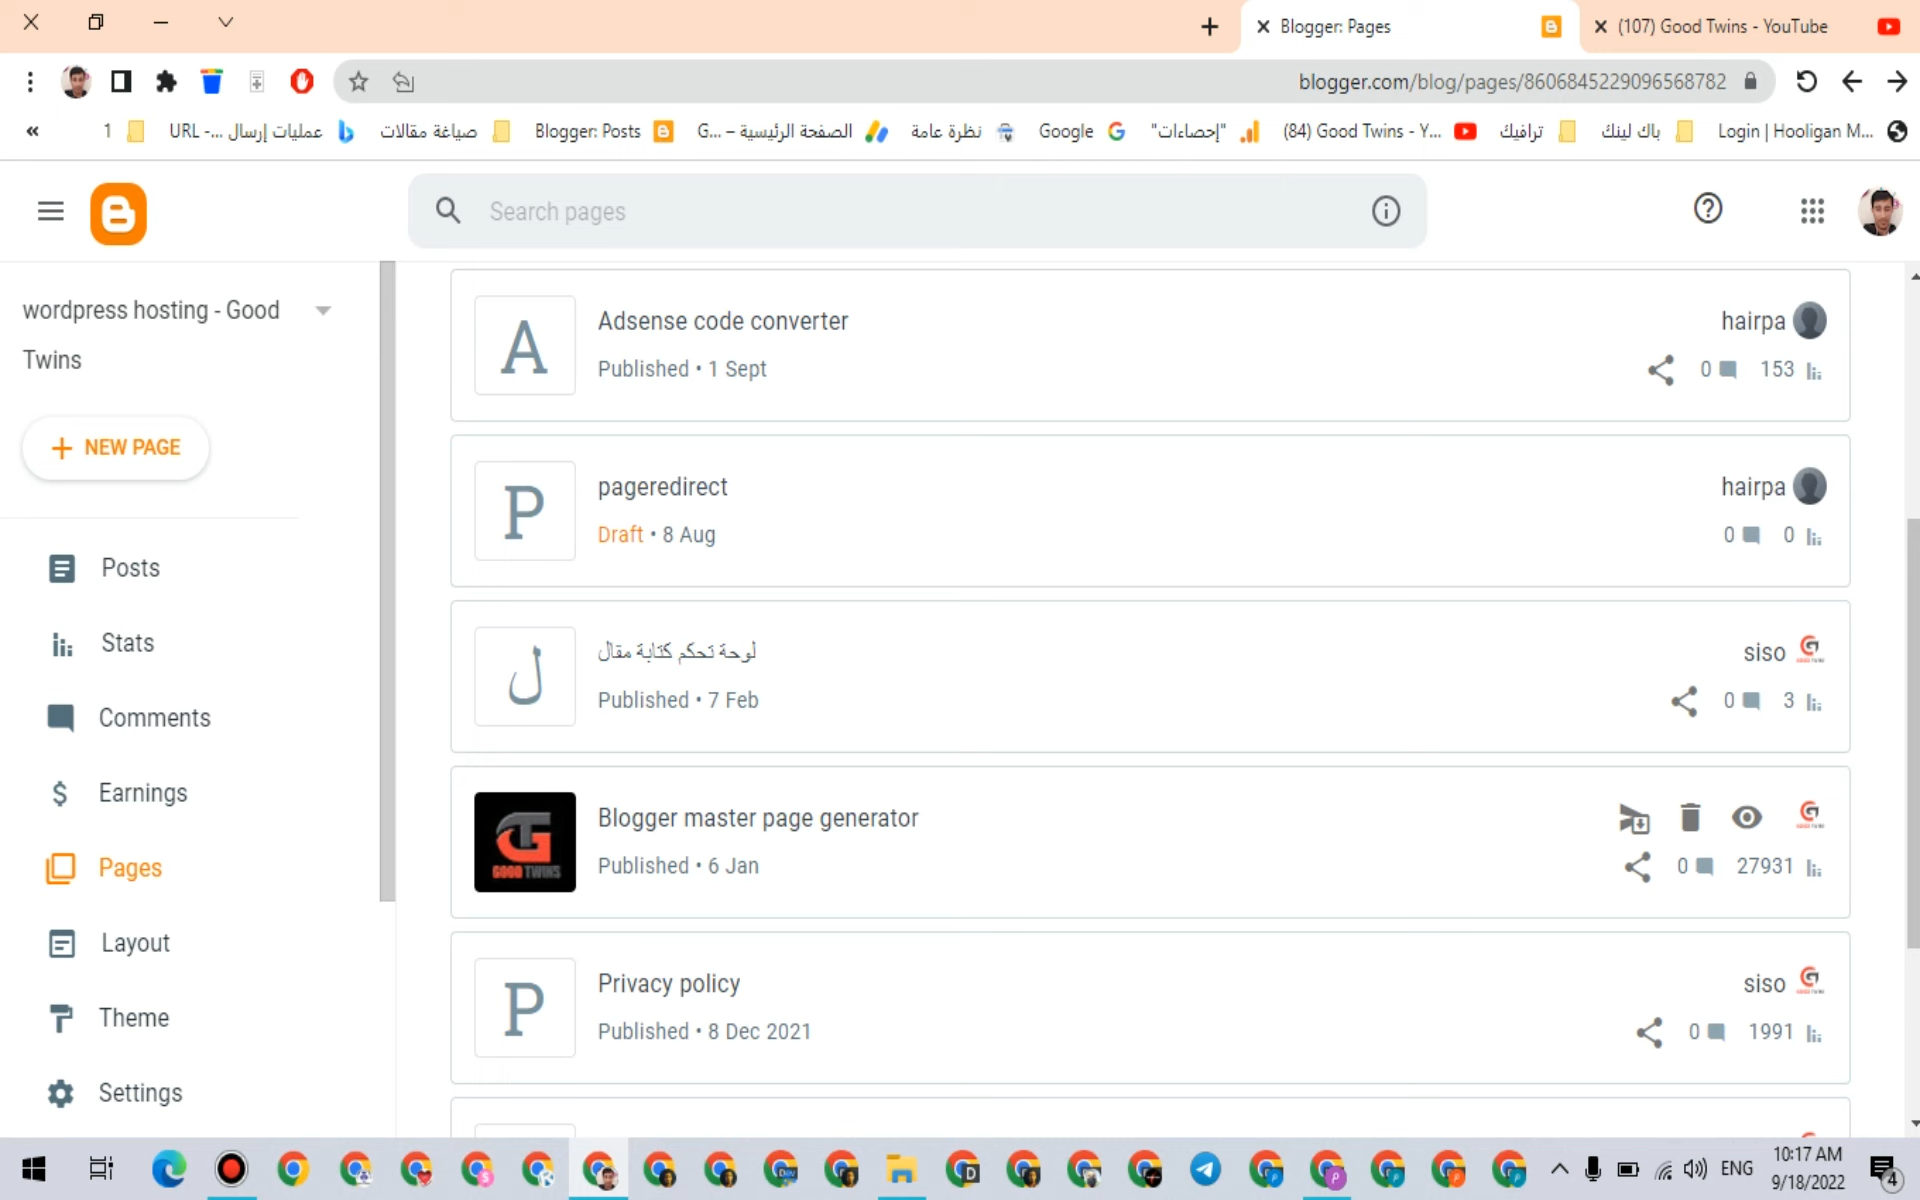 Blogger: Pages
(107) Good Twins - YouTube
blogger.com/blog/pages/8606845229096568782
1
عمليات إرسال ...- URL
صياغة مقالات
Blogger: Posts
الصفحة الرئيسية – G...
نظرة عامة
Google
"إحصاءات"
(84) Good Twins - Y...
ترافيك
باك لينك
Login | Hooligan M...
Search pages
wordpress hosting - Good
Twins
NEW PAGE
Posts
Stats
Comments
Earnings
Pages
Layout
Theme
Settings
A
Adsense code converter
hairpa
Published • 1 Sept
0 153
P
pageredirect
hairpa
Draft • 8 Aug
0 0
ل
لوحة تحكم كتابة مقال
siso
Published • 7 Feb
0 3
GOOD TWINS
Blogger master page generator
Published • 6 Jan
0 27931
P
Privacy policy
siso
Published • 8 Dec 2021
0 1991
ENG
10:17 AM
9/18/2022
4